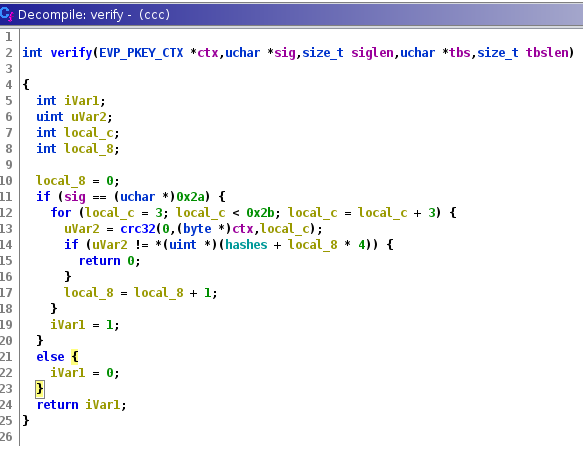 Decompile: verify - (ccc)
1
2 int verify(EVP_PKEY_CTX *ctx,uchar *sig,size_t siglen,uchar *tbs,size_t tbslen)
3
4 {
5   int iVar1;
6   uint uVar2;
7   int local_c;
8   int local_8;
9
10   local_8 = 0;
11   if (sig == (uchar *)0x2a) {
12     for (local_c = 3; local_c < 0x2b; local_c = local_c + 3) {
13       uVar2 = crc32(0,(byte *)ctx,local_c);
14       if (uVar2 != *(uint *)(hashes + local_8 * 4)) {
15         return 0;
16       }
17       local_8 = local_8 + 1;
18     }
19     iVar1 = 1;
20   }
21   else {
22     iVar1 = 0;
23   }
24   return iVar1;
25 }
26